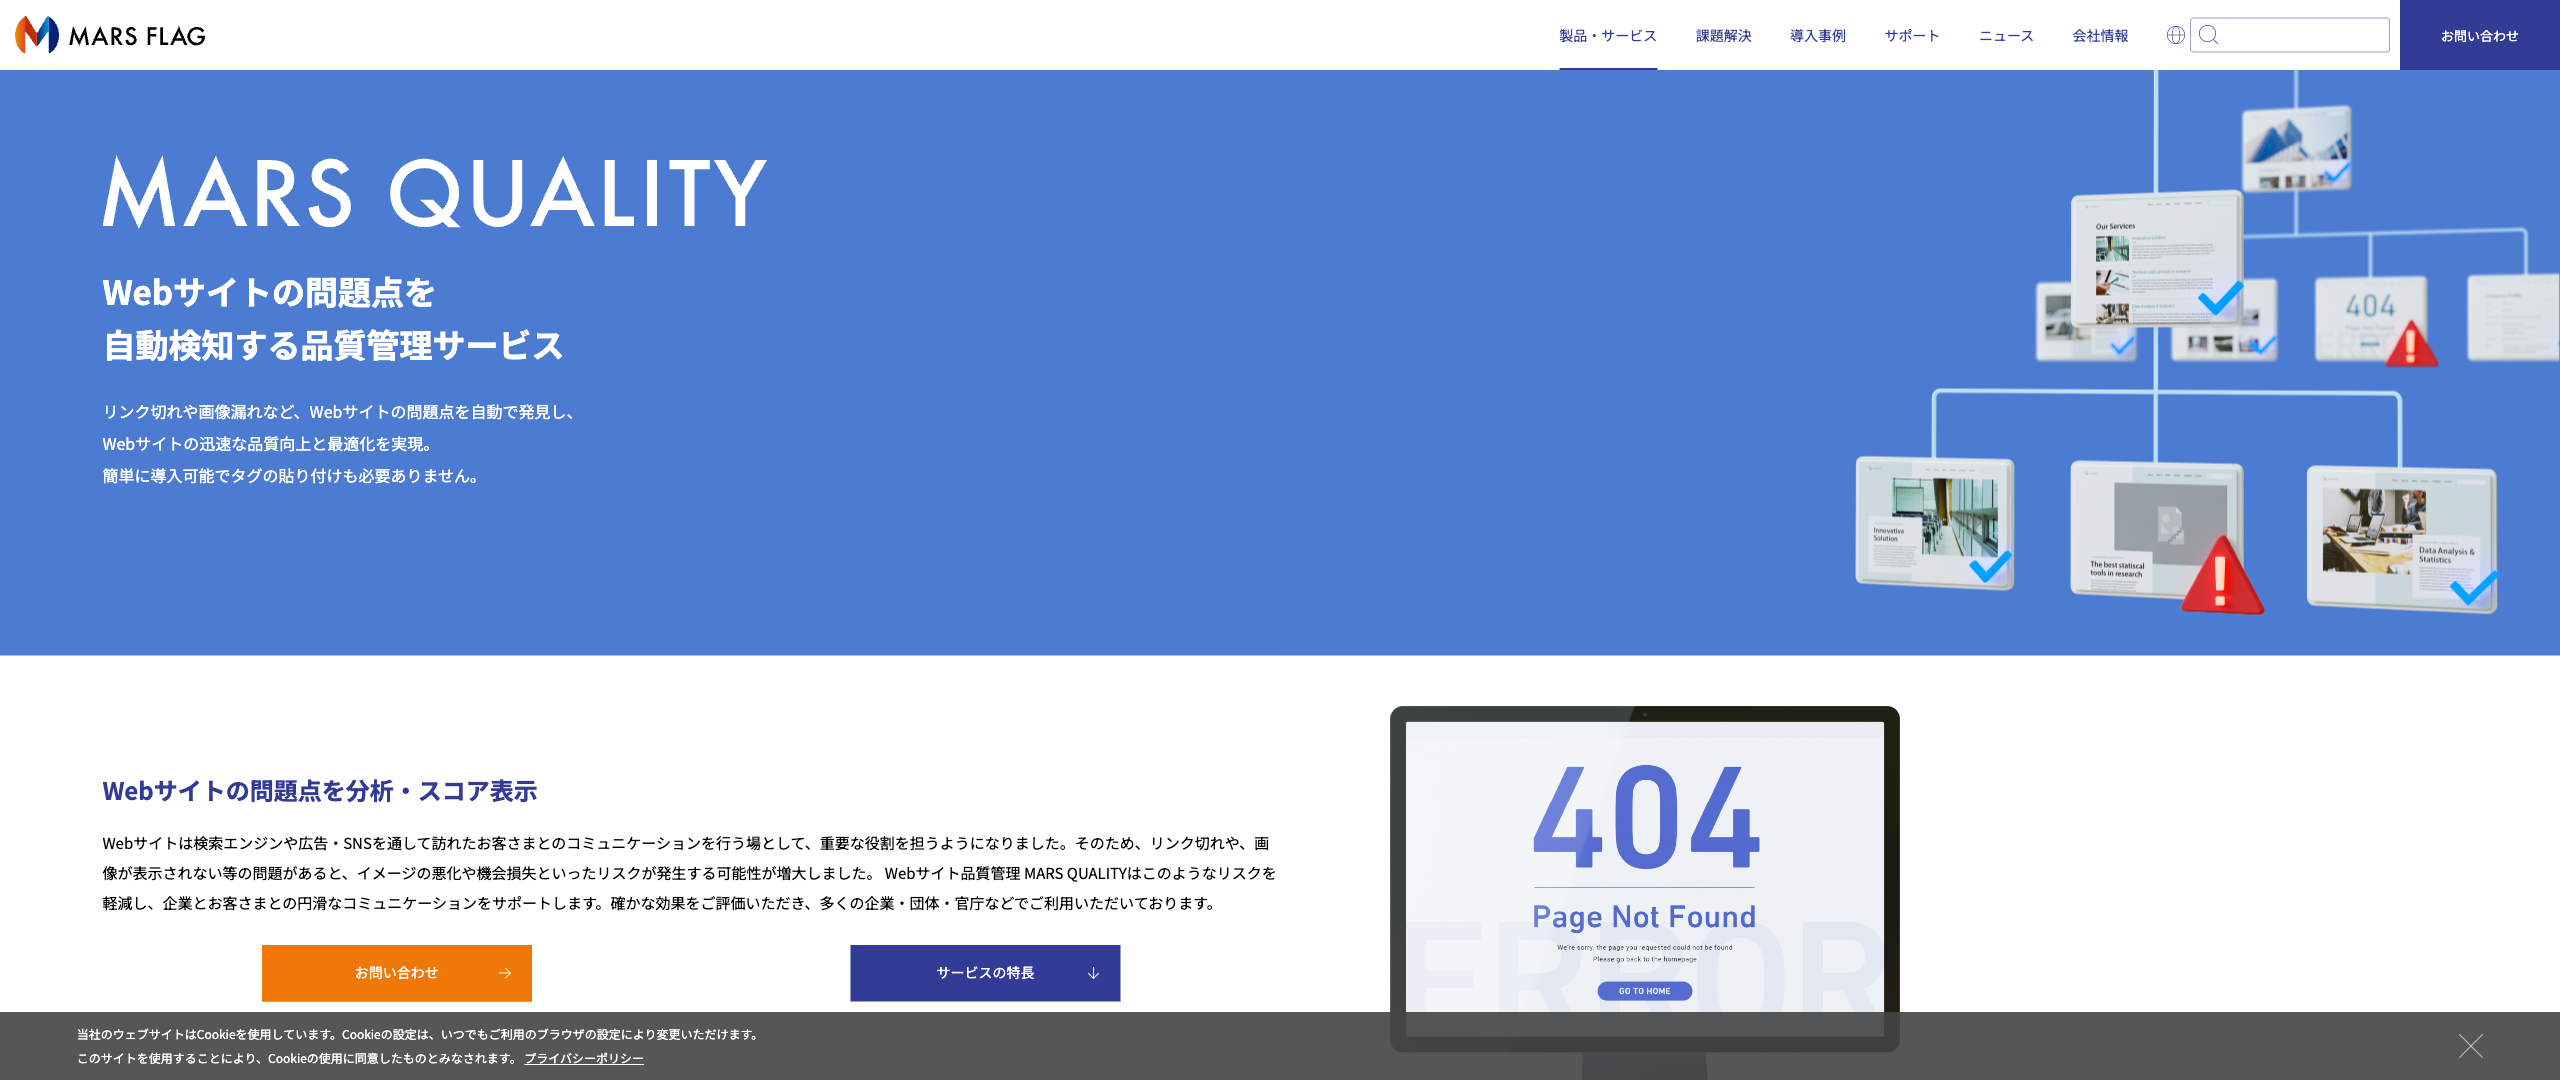 MARS FLAG
製品・サービス
課題解決
導入事例
サポート
ニュース
会社情報
お問い合わせ
MARS QUALITY
Webサイトの問題点を
自動検知する品質管理サービス
リンク切れや画像漏れなど、Webサイトの問題点を自動で発見し、
Webサイトの迅速な品質向上と最適化を実現。
簡単に導入可能でタグの貼り付けも必要ありません。
Our Services
404
Page Not Found
Innovative
Solution
The best statiscal
tools in research
Data Analysis &
Statistics
Webサイトの問題点を分析・スコア表示
Webサイトは検索エンジンや広告・SNSを通して訪れたお客さまとのコミュニケーションを行う場として、重要な役割を担うようになりました。そのため、リンク切れや、画
像が表示されない等の問題があると、イメージの悪化や機会損失といったリスクが発生する可能性が増大しました。 Webサイト品質管理 MARS QUALITYはこのようなリスクを
軽減し、企業とお客さまとの円滑なコミュニケーションをサポートします。確かな効果をご評価いただき、多くの企業・団体・官庁などでご利用いただいております。
お問い合わせ
サービスの特長
404
Page Not Found
ERROR
We're sorry, the page you requested could not be found
Please go back to the homepage
GO TO HOME
当社のウェブサイトはCookieを使用しています。Cookieの設定は、いつでもご利用のブラウザの設定により変更いただけます。
このサイトを使用することにより、Cookieの使用に同意したものとみなされます。 プライバシーポリシー